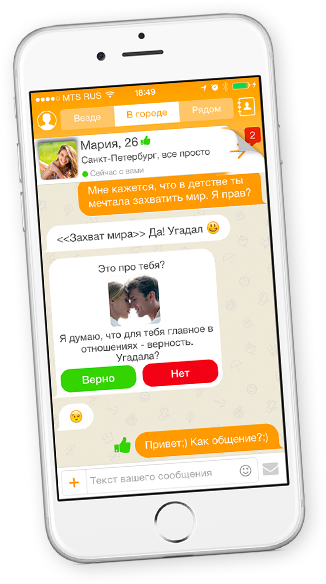 MTS RUS 18:49
Везде В городе Рядом
Мария, 26
2
Санкт-Петербург, все просто
Сейчас с вами
Мне кажется, что в детстве ты
мечтала захватить мир. Я прав?
<<Захват мира>> Да! Угадал
Это про тебя?
Я думаю, что для тебя главное в
отношениях - верность.
Угадала?
Верно Нет
Привет;) Как общение?:)
Текст вашего сообщения